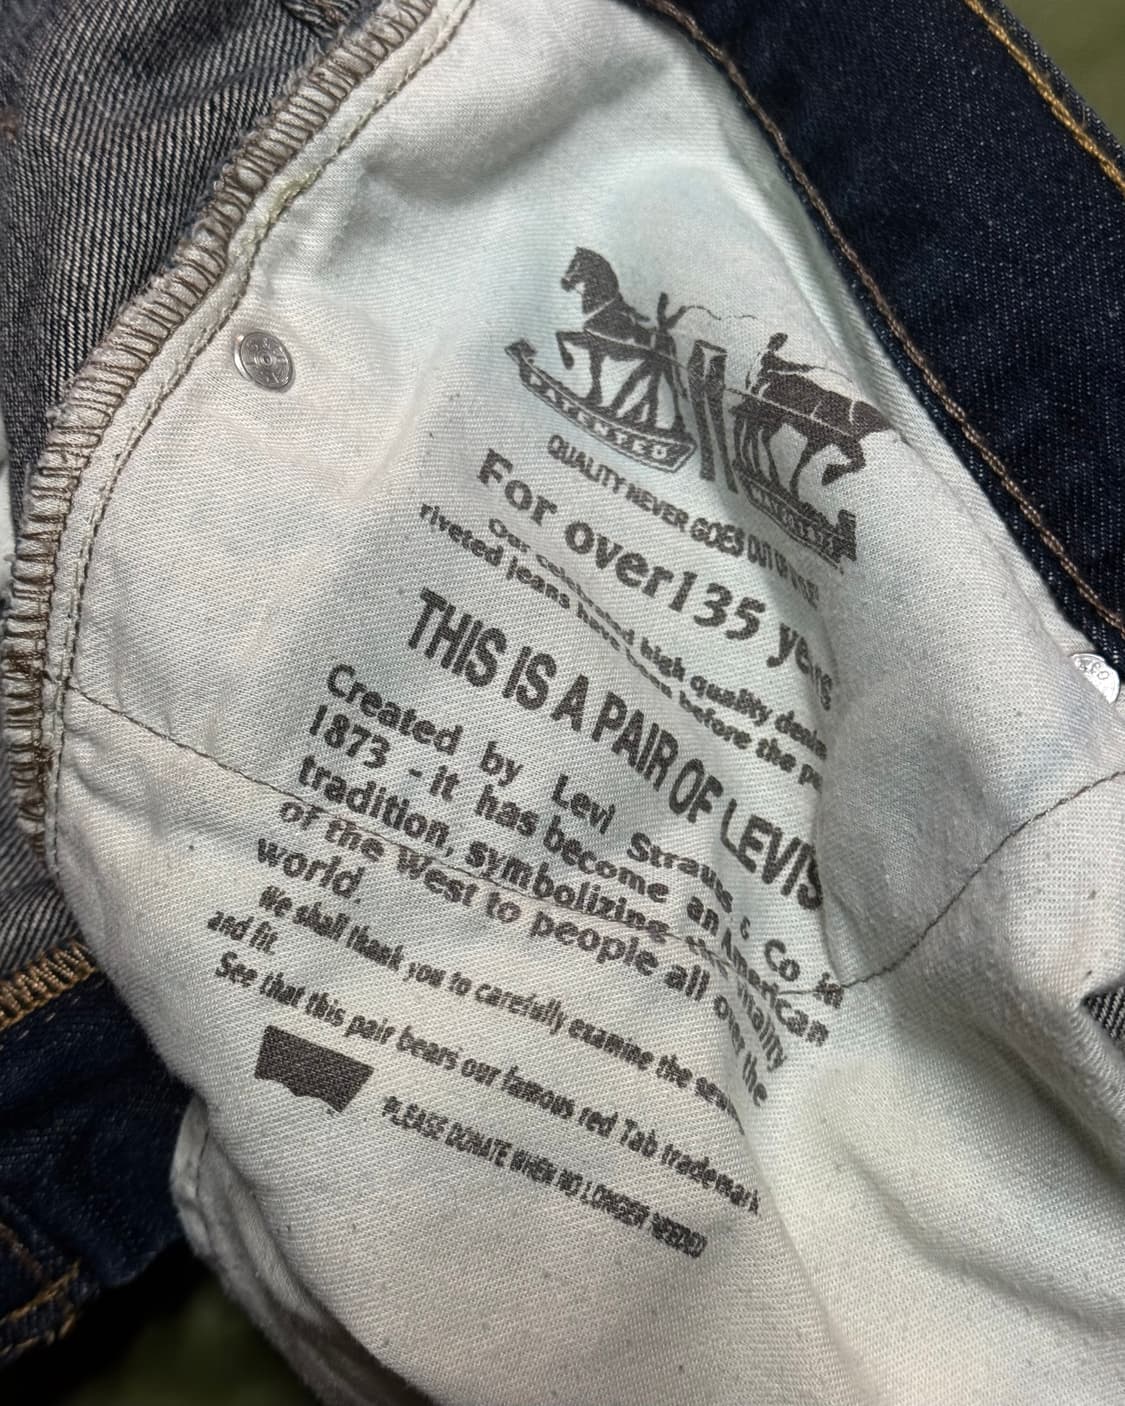 PATENTED
QUALITY NEVER GOES OUT OF
For over 135 years
Our celebrated high quality denim
riveted jeans have been before the
THIS IS A PAIR OF LEVI'S
Created by Levi Strauss & Co in
1873 - it has become an American
tradition, symbolizing the vitality
of the West to people all over the
world.
We shall thank you to carefully examine the sewing
and fit.
See that this pair bears our famous red Tab trademark
PLEASE DONATE WHEN NO LONGER NEEDED